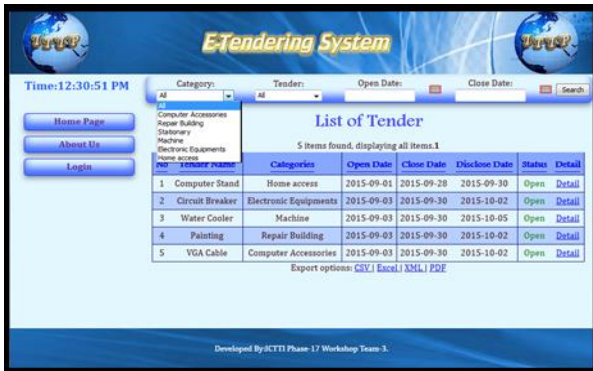 E-Tendering System
Time:12:30:51 PM
Category: Tender: Open Date: Close Date:
All All Search
All
Computer Accessories
Repair Building
Stationary
Machine
Electronic Equipments
Home access
Home Page
About Us
Login
List of Tender
5 items found, displaying all items.1
No Tender Name Categories Open Date Close Date Disclose Date Status Detail
1 Computer Stand Home access 2015-09-01 2015-09-28 2015-09-30 Open Detail
2 Circuit Breaker Electronic Equipments 2015-09-03 2015-09-30 2015-10-02 Open Detail
3 Water Cooler Machine 2015-09-03 2015-09-30 2015-10-05 Open Detail
4 Painting Repair Building 2015-09-03 2015-09-30 2015-10-02 Open Detail
5 VGA Cable Computer Accessories 2015-09-03 2015-09-30 2015-10-02 Open Detail
Export options: CSV | Excel | XML | PDF
Developed By:ICTTI Phase-17 Workshop Team-3.